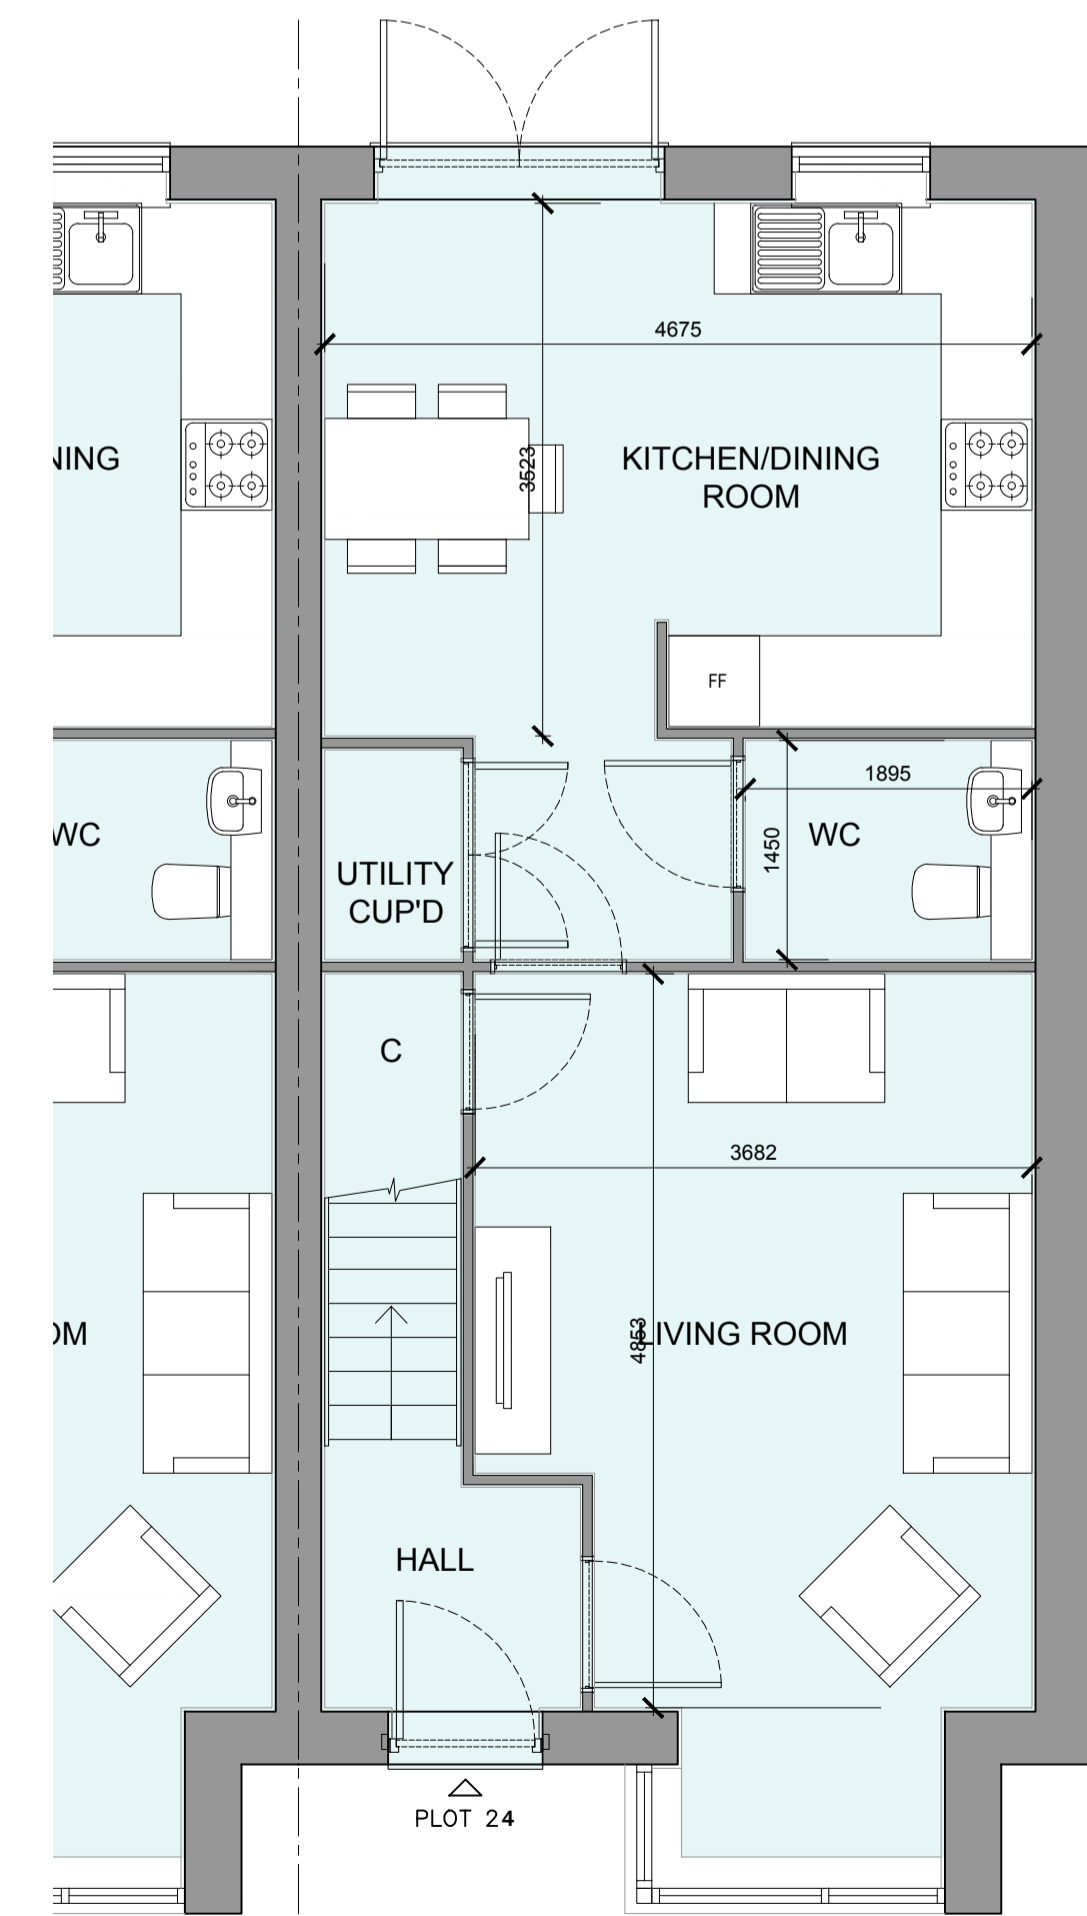 4675
NING
3523
KITCHEN/DINING
ROOM
FF
1895
WC
1450
WC
UTILITY
CUP'D
C
3682
OM
4853
LIVING ROOM
HALL
PLOT 24